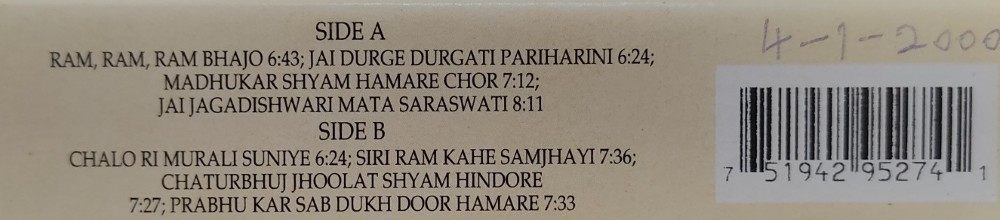 SIDE A
RAM, RAM, RAM BHAJO 6:43; JAI DURGE DURGATI PARIHARINI 6:24;
MADHUKAR SHYAM HAMARE CHOR 7:12;
JAI JAGADISHWARI MATA SARASWATI 8:11
SIDE B
CHALO RI MURALI SUNIYE 6:24; SIRI RAM KAHE SAMJHAYI 7:36;
CHATURBHUJ JHOOLAT SHYAM HINDORE
7:27; PRABHU KAR SAB DUKH DOOR HAMARE 7:33
4-1-2000
7 51942 95274 1